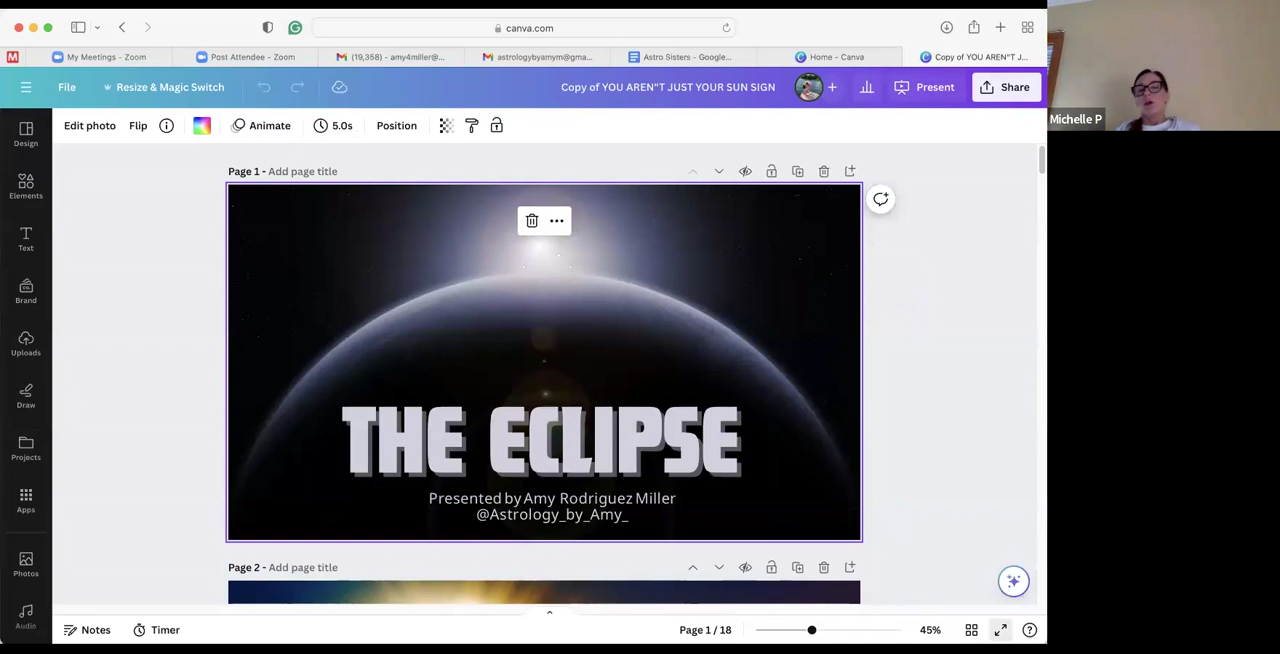 canva.com
My Meetings - Zoom
Post Attendee - Zoom
(19,358) - amy4miller@...
astrologybyamym@gma...
Astro Sisters - Google...
Home - Canva
Copy of YOU AREN"T J...
File
Resize & Magic Switch
Copy of YOU AREN"T JUST YOUR SUN SIGN
Present
Share
Michelle P
Edit photo
Flip
Animate
5.0s
Position
Design
Elements
Text
Brand
Uploads
Draw
Projects
Apps
Photos
Audio
Page 1 - Add page title
THE ECLIPSE
Presented by Amy Rodriguez Miller
@Astrology_by_Amy_
Page 2 - Add page title
Notes
Timer
Page 1 / 18
45%